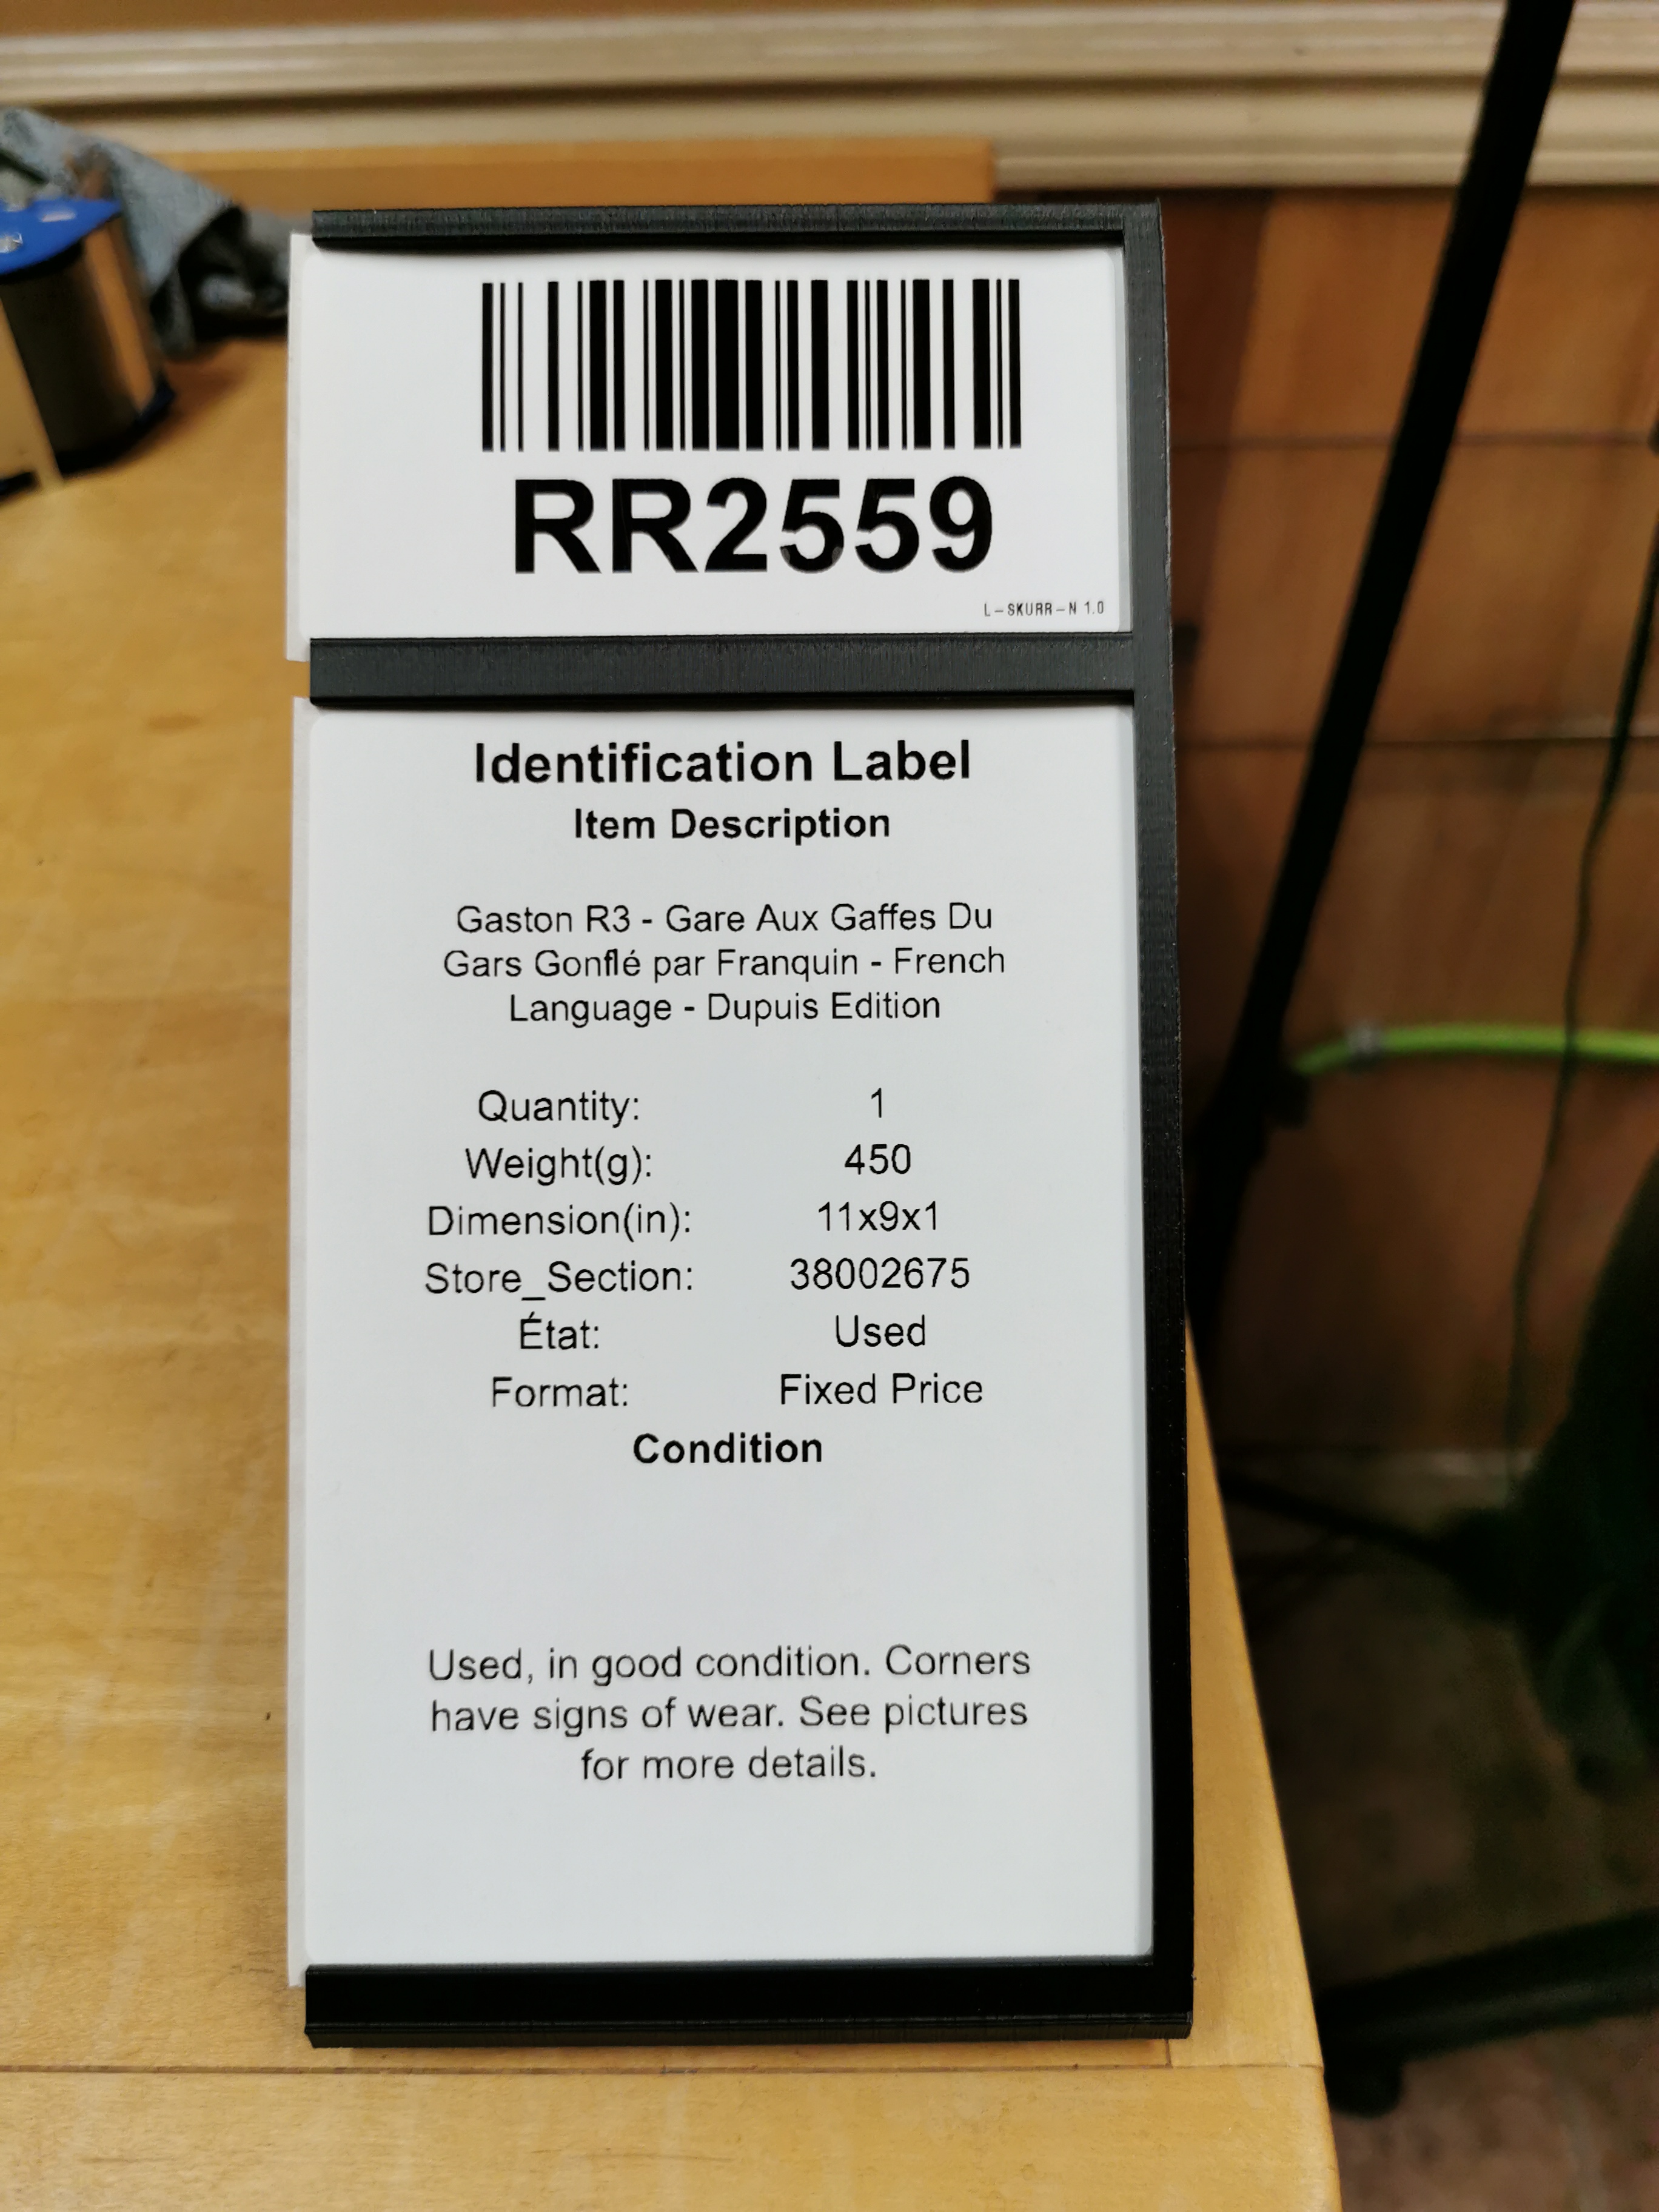 RR2559
L-SKURR-N 1.0
Identification Label
Item Description
Gaston R3 - Gare Aux Gaffes Du
Gars Gonflé par Franquin - French
Language - Dupuis Edition
Quantity: 1
Weight(g): 450
Dimension(in): 11x9x1
Store_Section: 38002675
État: Used
Format: Fixed Price
Condition
Used, in good condition. Corners
have signs of wear. See pictures
for more details.